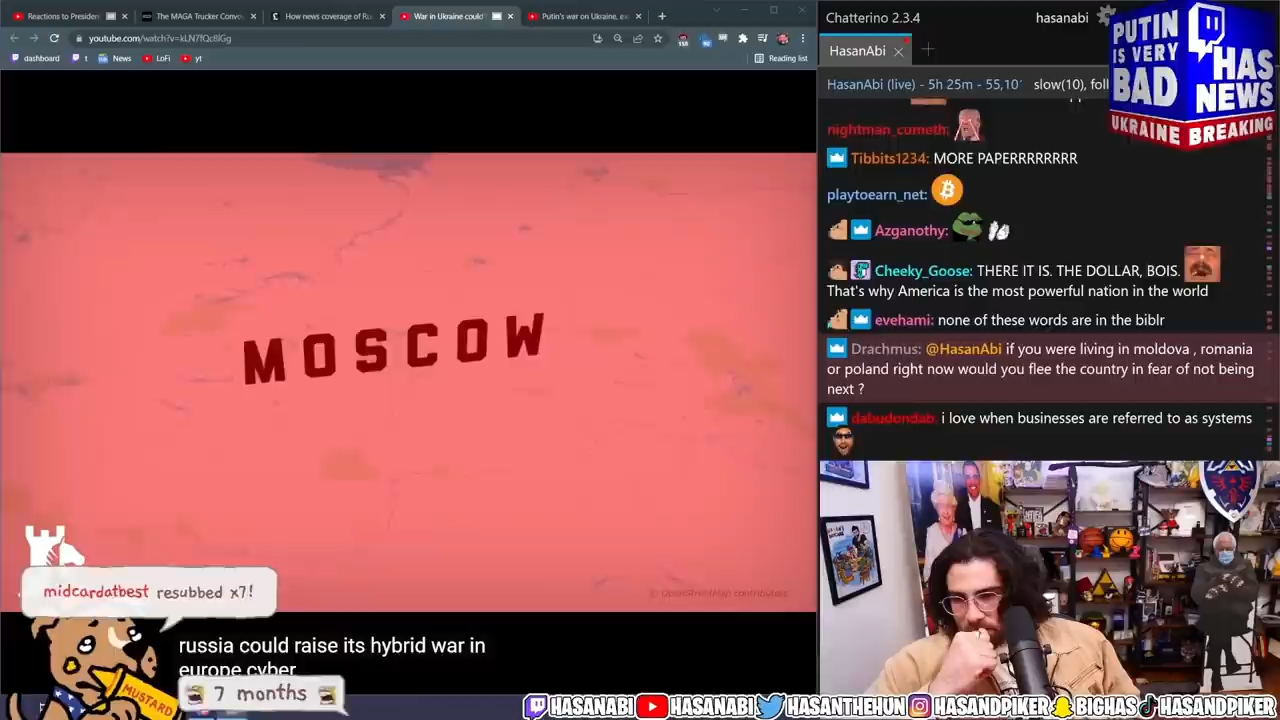 Reactions to Presiden
The MAGA Trucker Convo
How news coverage of Ru
War in Ukraine could
Putin's war on Ukraine, ex
youtube.com/watch?v=kLN7fQc8lGg
dashboard
t
News
LoFi
yt
Reading list
MOSCOW
© OpenStreetMap contributors
midcardatbest resubbed x7!
MUSTARD
7 months
russia could raise its hybrid war in
europe cyber
Chatterino 2.3.4
hasanabi
HasanAbi
HasanAbi (live) - 5h 25m - 55,10
slow(10), foll
PUTIN
IS VERY
BAD
HAS
NEWS
UKRAINE BREAKING
nightman_cometh:
Tibbits1234: MORE PAPERRRRRRRR
playtoearn_net:
Azganothy:
Cheeky_Goose: THERE IT IS. THE DOLLAR, BOIS.
That's why America is the most powerful nation in the world
evehami: none of these words are in the biblr
Drachmus: @HasanAbi if you were living in moldova , romania
or poland right now would you flee the country in fear of not being
next ?
dabudondab: i love when businesses are referred to as systems
HASANABI
HASANABI
HASANTHEHUN
HASANDPIKER
BIGHAS
HASANDPIKER